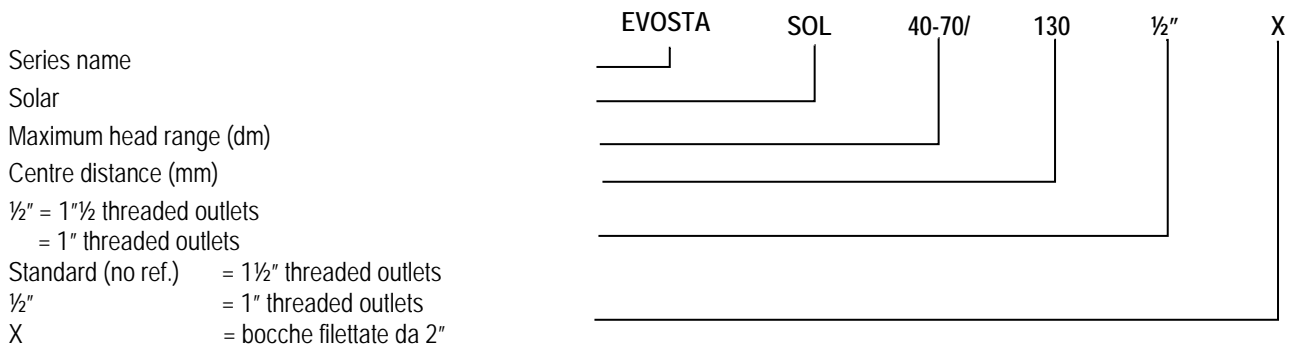 EVOSTA SOL 40-70/ 130 ½" X
Series name
Solar
Maximum head range (dm)
Centre distance (mm)
½" = 1"½ threaded outlets
= 1" threaded outlets
Standard (no ref.) = 1½" threaded outlets
½" = 1" threaded outlets
X = bocche filettate da 2"